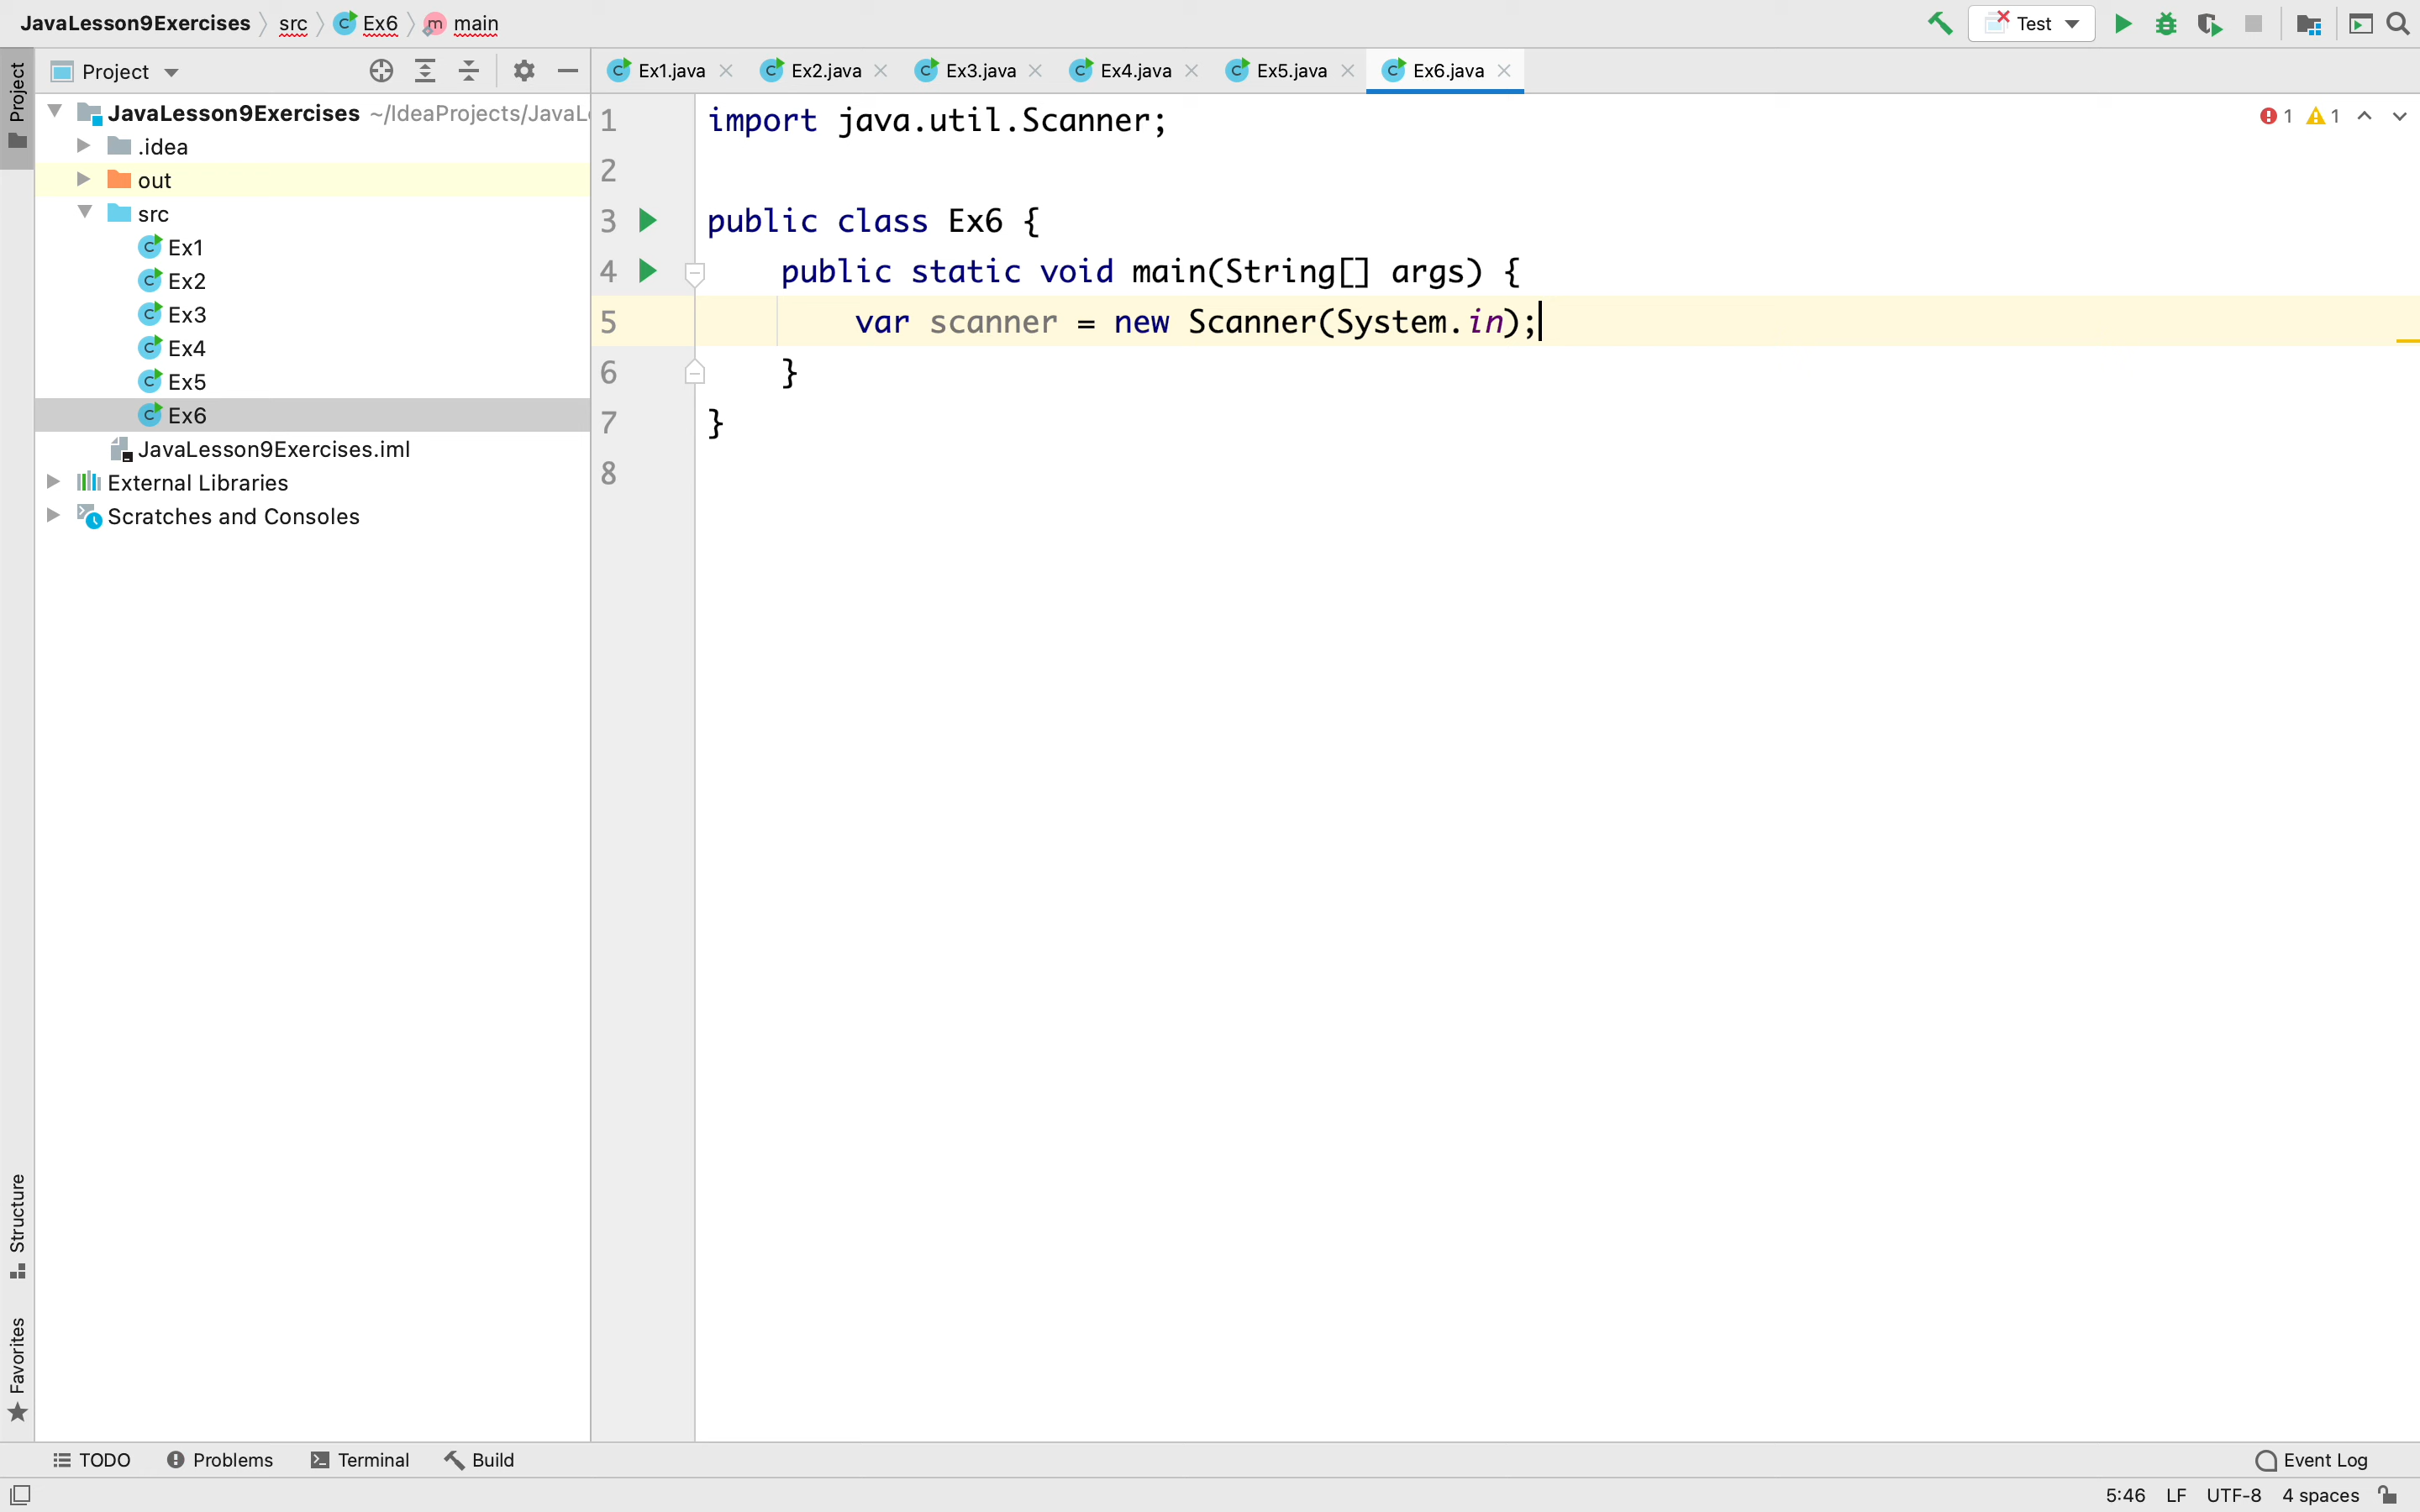 JavaLesson9Exercises src Ex6 main
Test
Project
Project
Ex1.java Ex2.java Ex3.java Ex4.java Ex5.java Ex6.java
JavaLesson9Exercises ~/IdeaProjects/JavaL
.idea
out
src
Ex1
Ex2
Ex3
Ex4
Ex5
Ex6
JavaLesson9Exercises.iml
External Libraries
Scratches and Consoles
1 import java.util.Scanner;
1 1
2
3 public class Ex6 {
4 public static void main(String[] args) {
5 var scanner = new Scanner(System.in);
6 }
7 }
8
Structure
Favorites
TODO Problems Terminal Build
Event Log
5:46 LF UTF-8 4 spaces